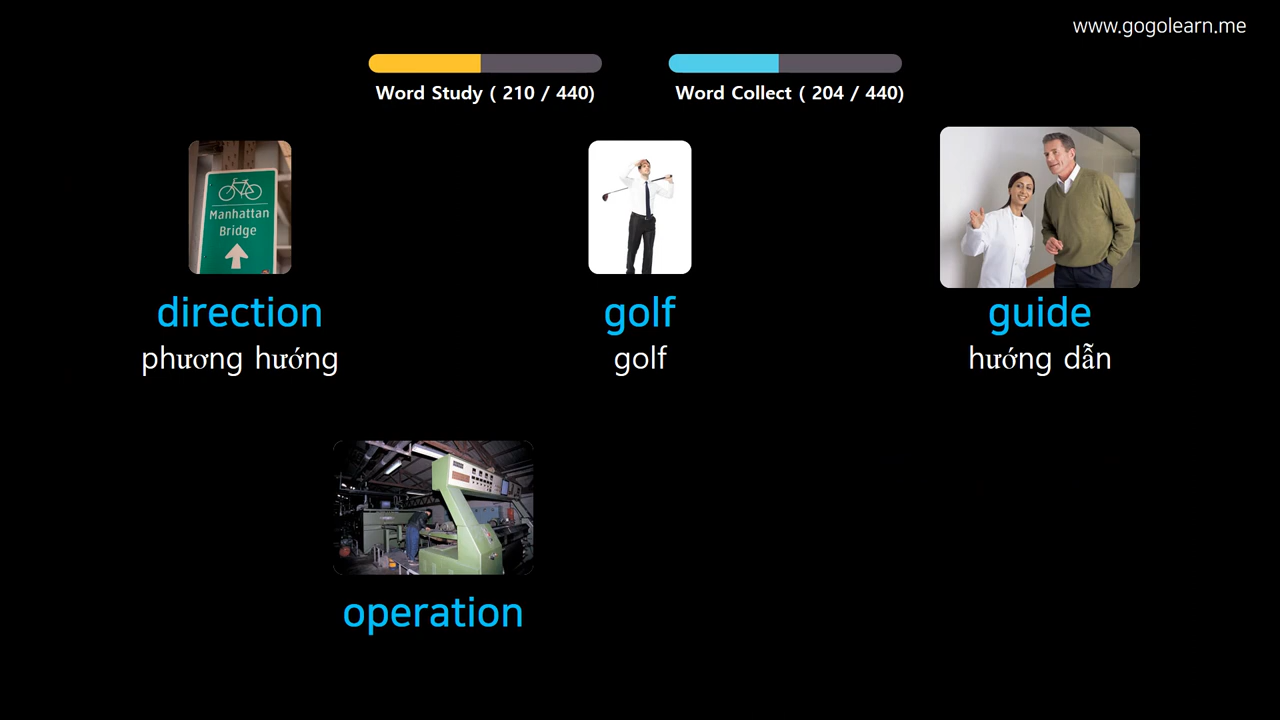 www.gogolearn.me
Word Study ( 210 / 440)
Word Collect ( 204 / 440)
Manhattan
Bridge
direction
golf
guide
phương hướng
golf
hướng dẫn
operation